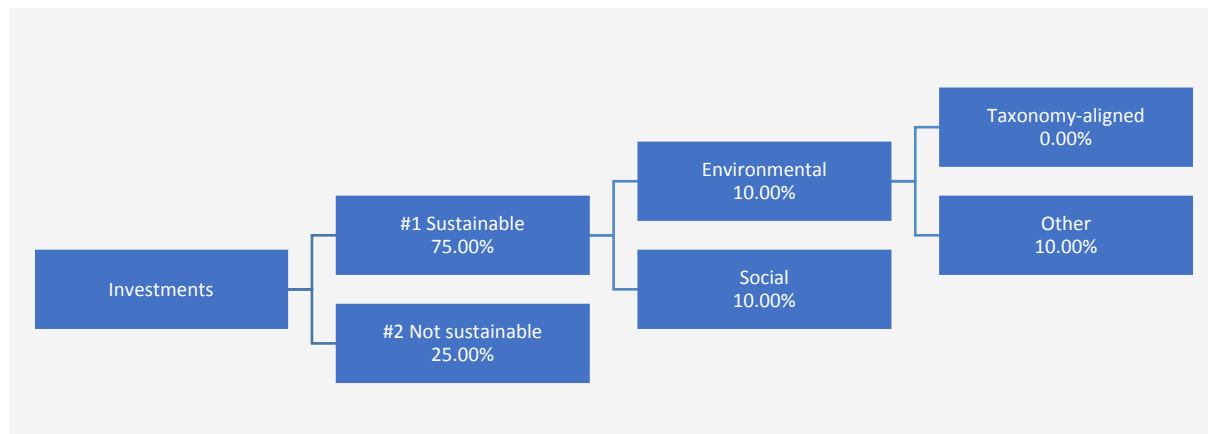 Investments
#1 Sustainable
75.00%
#2 Not sustainable
25.00%
Environmental
10.00%
Social
10.00%
Taxonomy-aligned
0.00%
Other
10.00%